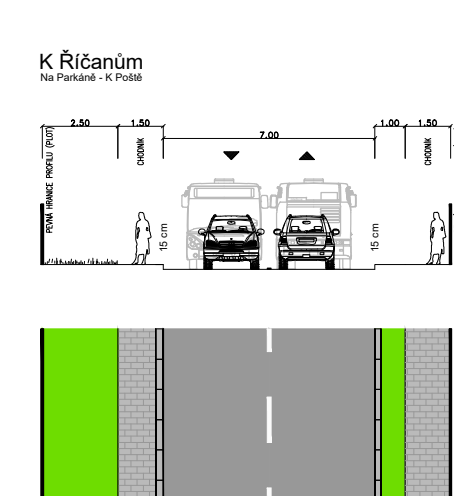 K Říčanům
Na Parkáně - K Poště
2.50 1.50 7.00 1.00 1.50
PEVNÁ HRANICE PROFILU (PLOT)
CHODNÍK
CHODNÍK
15 cm
15 cm